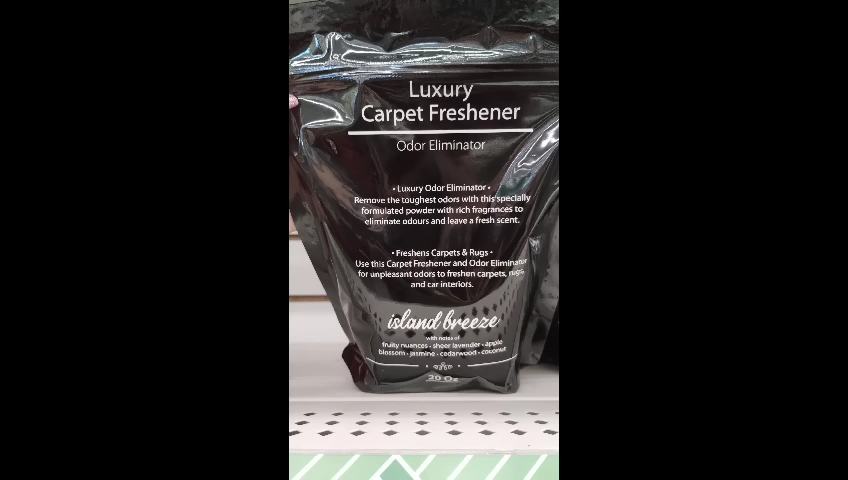 Luxury
Carpet Freshener
Odor Eliminator
• Luxury Odor Eliminator •
Remove the toughest odors with this specially
formulated powder with rich fragrances to
eliminate odours and leave a fresh scent.
• Freshens Carpets & Rugs •
Use this Carpet Freshener and Odor Eliminator
for unpleasant odors to freshen carpets, rugs,
and car interiors.
island breeze
with notes of
fruity nuances • sheer lavender • apple
blossom • jasmine • cedarwood • coconut
20 Oz